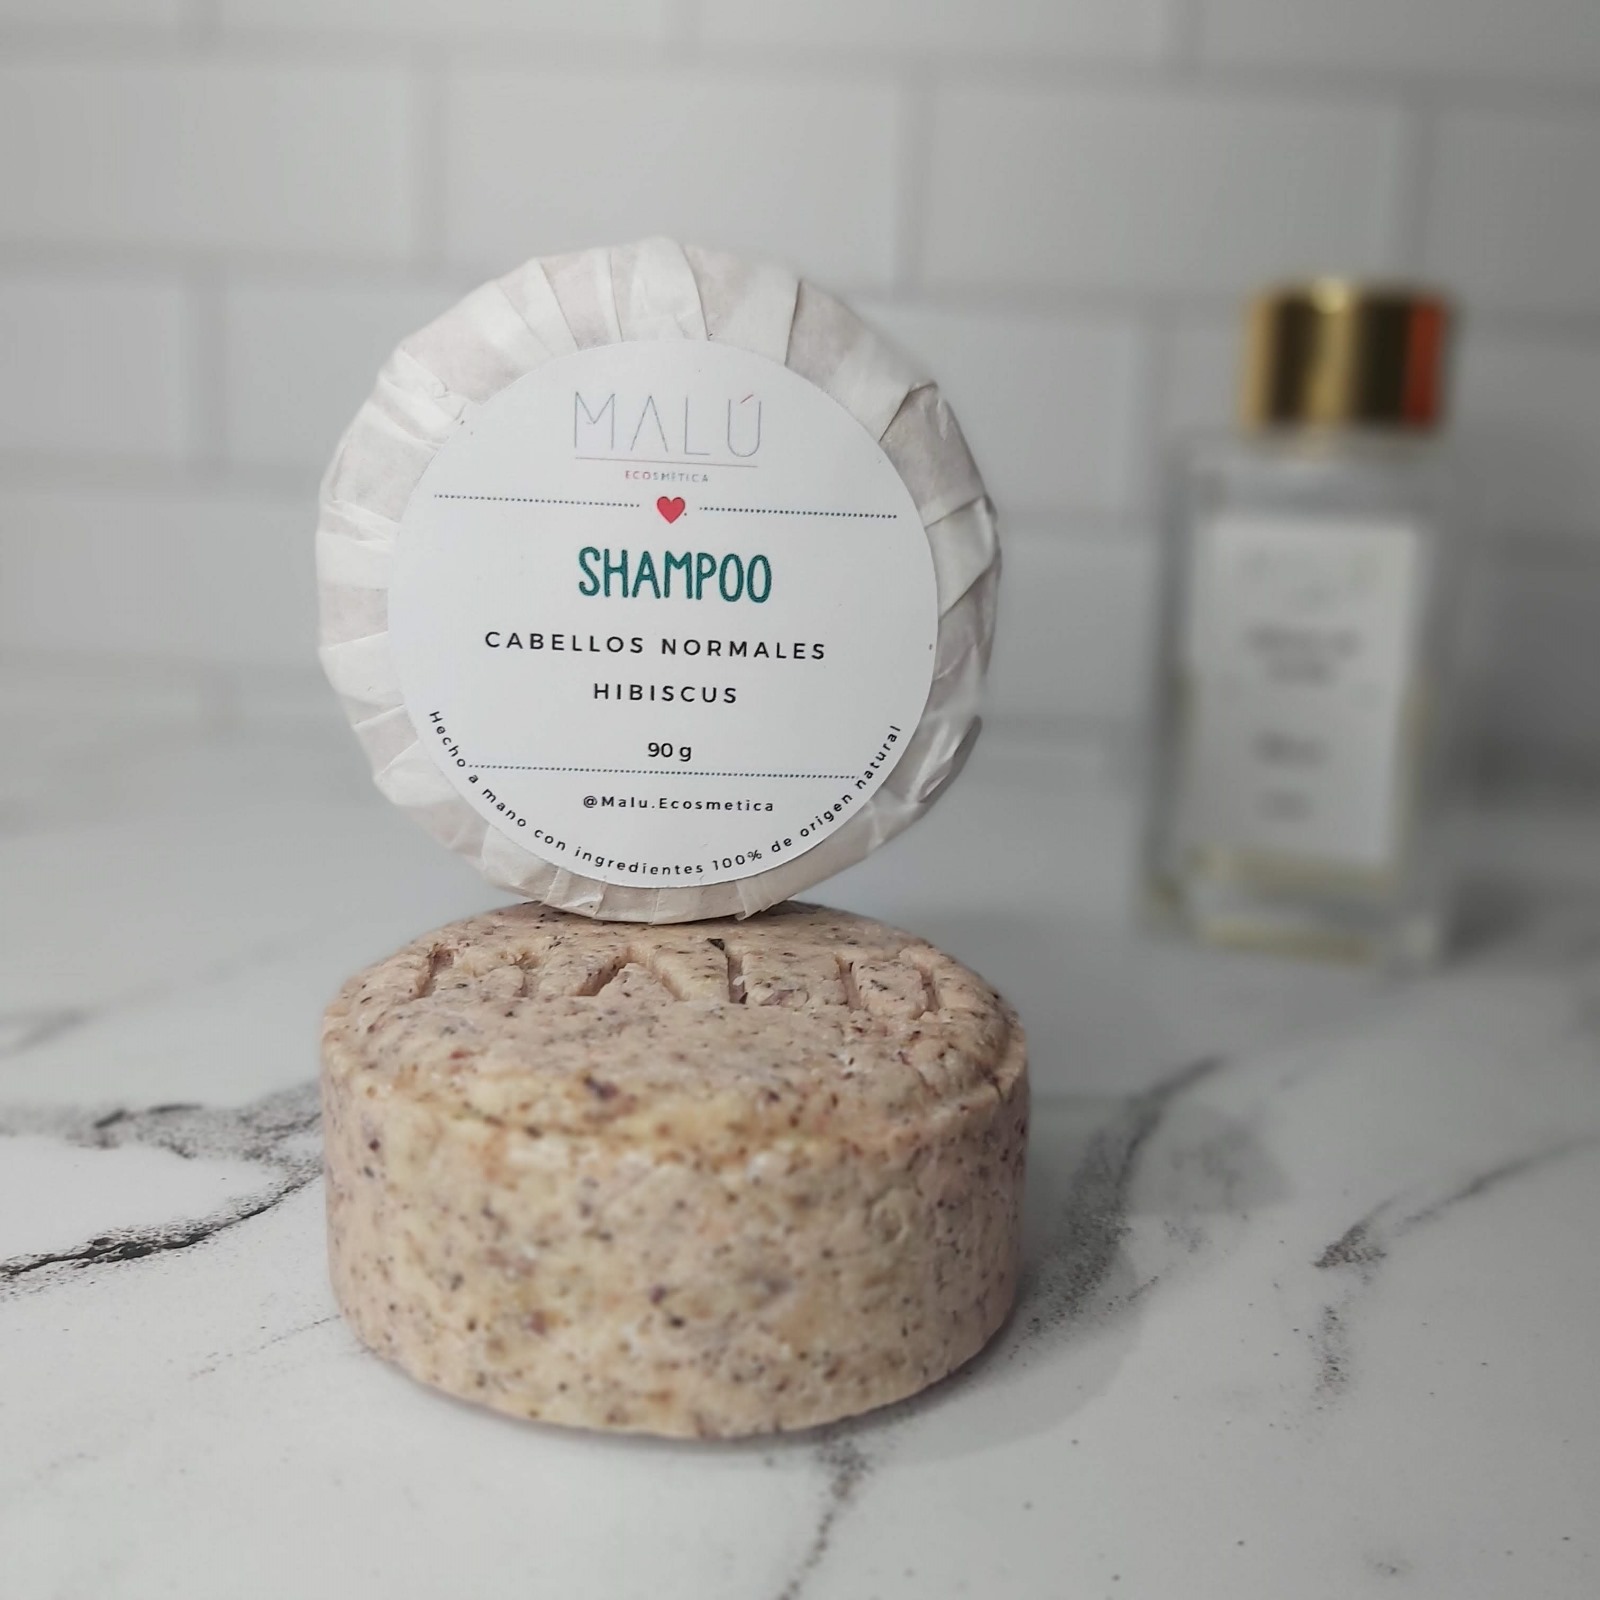 MALÚ
ECOSMÉTICA
SHAMPOO
CABELLOS NORMALES
HIBISCUS
90 g
@Malu.Ecosmetica
Hecho a mano con ingredientes 100% de origen natural